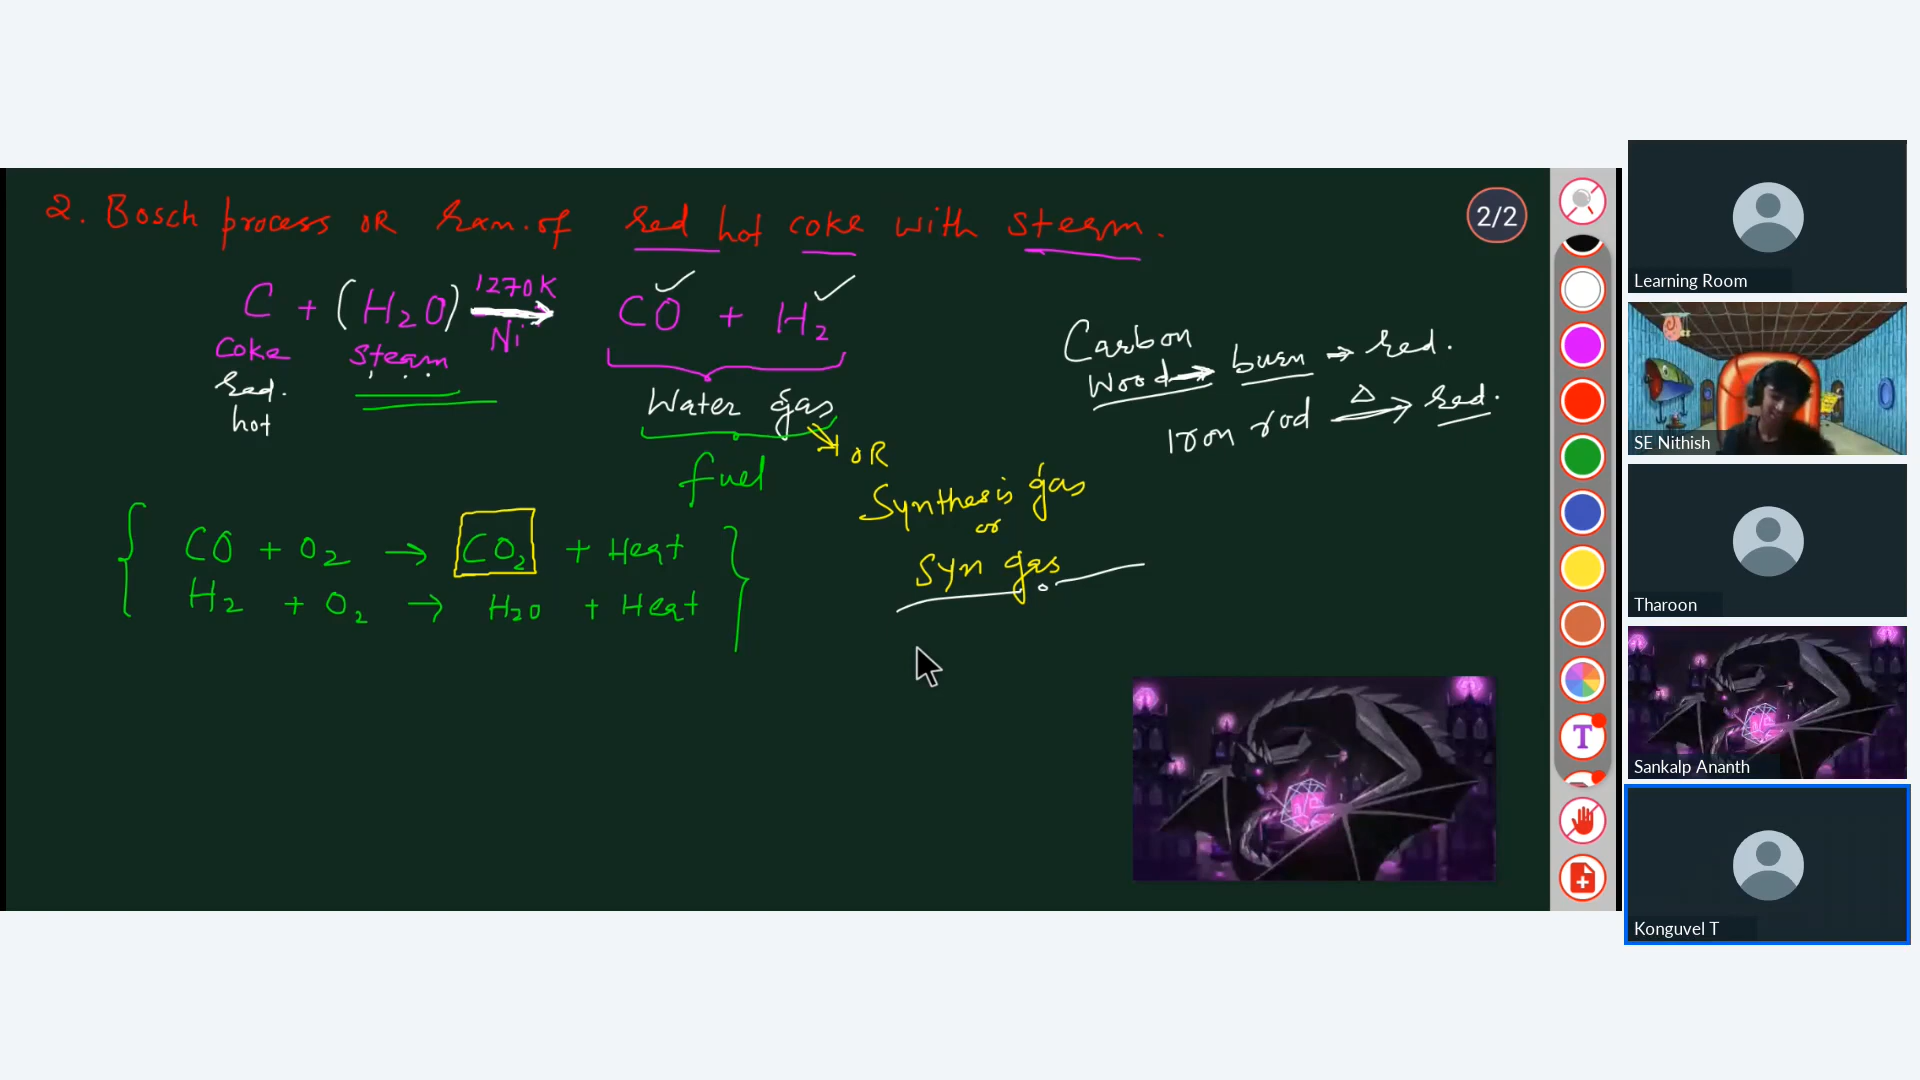 2. Bosch process OR rxn. of red hot coke with steam.
2/2
C + (H2O) 1270K Ni → CO ✓ + H2 ✓
coke steam
red. hot
Water gas
fuel
OR
Synthesis gas
or
Syn gas
Carbon
Wood → burn → red.
Iron rod Δ → red.
CO + O2 → CO2 + Heat
H2 + O2 → H2O + Heat
T
Learning Room
SE Nithish
Tharoon
Sankalp Ananth
Konguvel T